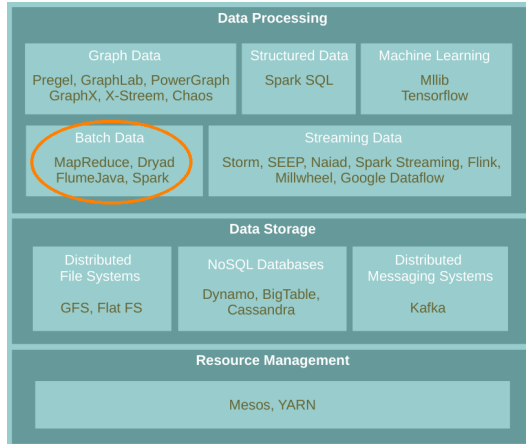 Data Processing
Graph Data
Pregel, GraphLab, PowerGraph
GraphX, X-Streem, Chaos
Structured Data
Spark SQL
Machine Learning
Mllib
Tensorflow
Batch Data
MapReduce, Dryad
FlumeJava, Spark
Streaming Data
Storm, SEEP, Naiad, Spark Streaming, Flink,
Millwheel, Google Dataflow
Data Storage
Distributed
File Systems
GFS, Flat FS
NoSQL Databases
Dynamo, BigTable,
Cassandra
Distributed
Messaging Systems
Kafka
Resource Management
Mesos, YARN